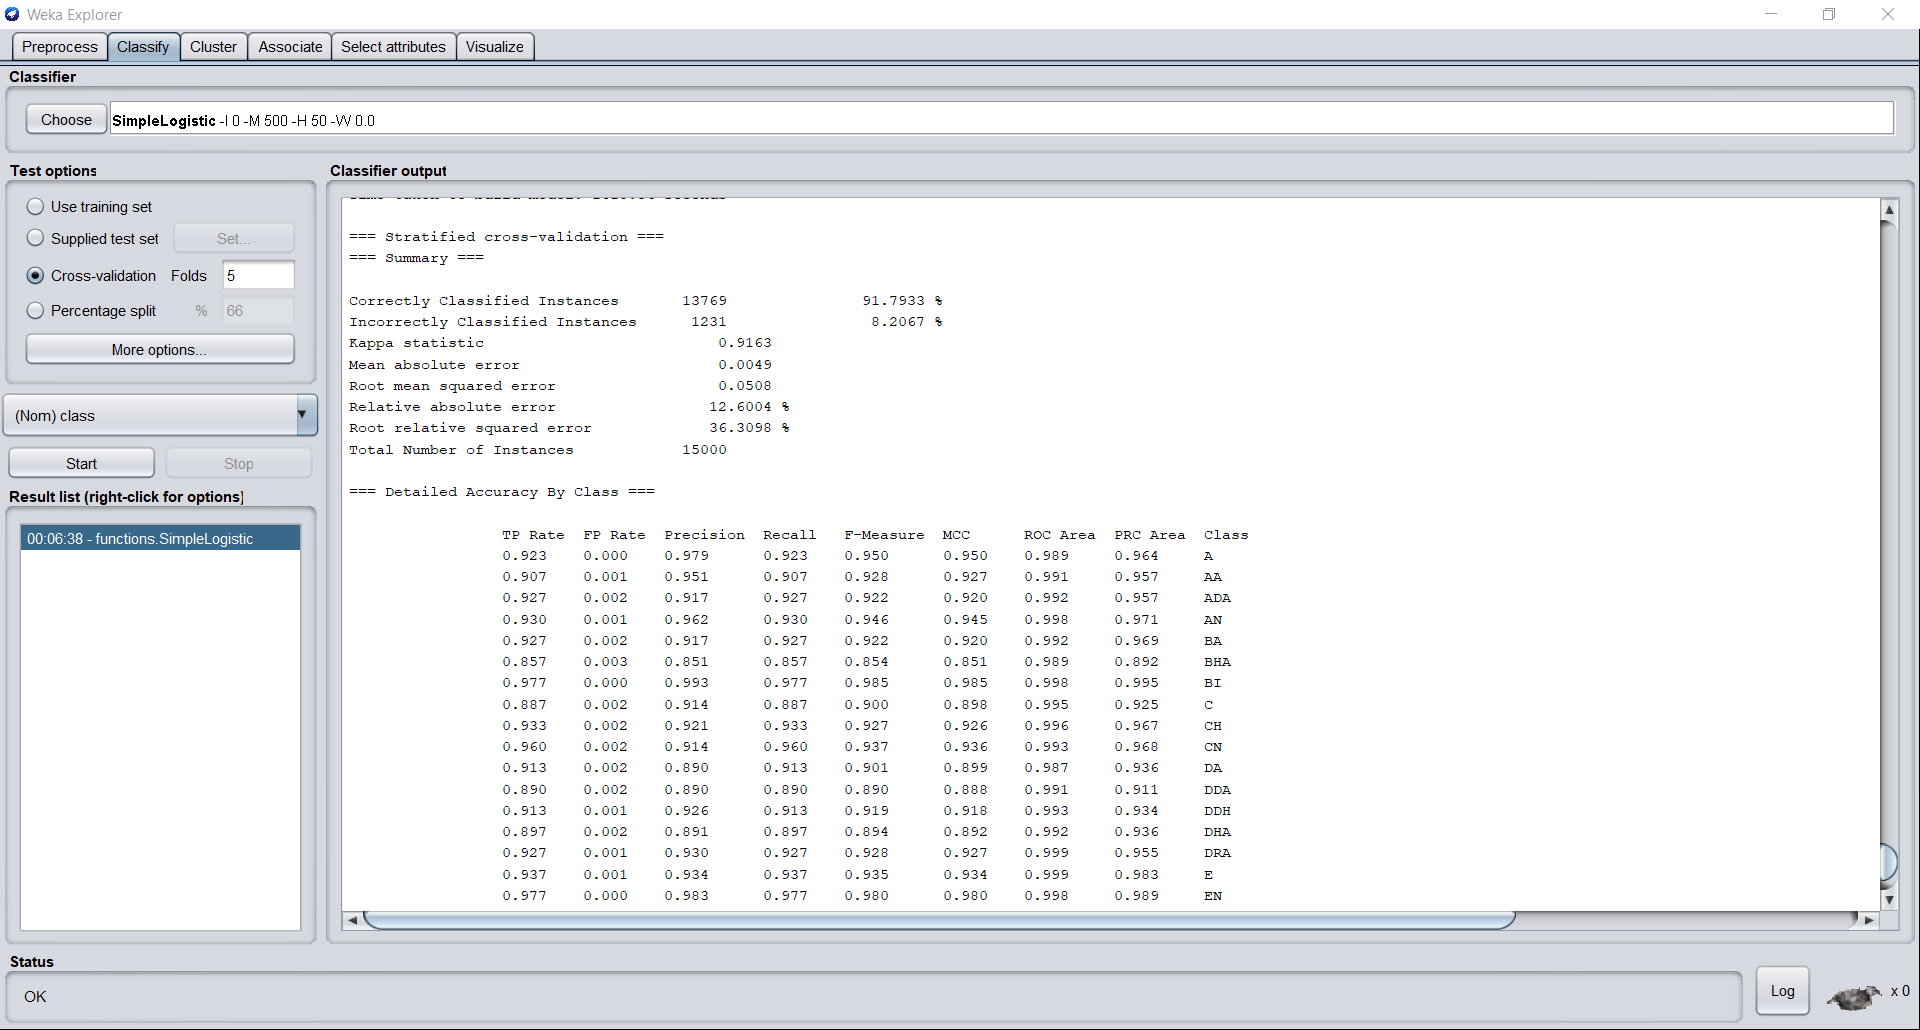 Weka Explorer
Preprocess Classify Cluster Associate Select attributes Visualize
Classifier
Choose SimpleLogistic -I 0 -M 500 -H 50 -W 0.0
Test options
Use training set
Supplied test set Set...
Cross-validation Folds 5
Percentage split % 66
More options...
(Nom) class
Start Stop
Result list (right-click for options)
00:06:38 - functions.SimpleLogistic
Classifier output
=== Stratified cross-validation ===
=== Summary ===
Correctly Classified Instances 13769 91.7933 %
Incorrectly Classified Instances 1231 8.2067 %
Kappa statistic 0.9163
Mean absolute error 0.0049
Root mean squared error 0.0508
Relative absolute error 12.6004 %
Root relative squared error 36.3098 %
Total Number of Instances 15000
=== Detailed Accuracy By Class ===
TP Rate FP Rate Precision Recall F-Measure MCC ROC Area PRC Area Class
0.923 0.000 0.979 0.923 0.950 0.950 0.989 0.964 A
0.907 0.001 0.951 0.907 0.928 0.927 0.991 0.957 AA
0.927 0.002 0.917 0.927 0.922 0.920 0.992 0.957 ADA
0.930 0.001 0.962 0.930 0.946 0.945 0.998 0.971 AN
0.927 0.002 0.917 0.927 0.922 0.920 0.992 0.969 BA
0.857 0.003 0.851 0.857 0.854 0.851 0.989 0.892 BHA
0.977 0.000 0.993 0.977 0.985 0.985 0.998 0.995 BI
0.887 0.002 0.914 0.887 0.900 0.898 0.995 0.925 C
0.933 0.002 0.921 0.933 0.927 0.926 0.996 0.967 CH
0.960 0.002 0.914 0.960 0.937 0.936 0.993 0.968 CN
0.913 0.002 0.890 0.913 0.901 0.899 0.987 0.936 DA
0.890 0.002 0.890 0.890 0.890 0.888 0.991 0.911 DDA
0.913 0.001 0.926 0.913 0.919 0.918 0.993 0.934 DDH
0.897 0.002 0.891 0.897 0.894 0.892 0.992 0.936 DHA
0.927 0.001 0.930 0.927 0.928 0.927 0.999 0.955 DRA
0.937 0.001 0.934 0.937 0.935 0.934 0.999 0.983 E
0.977 0.000 0.983 0.977 0.980 0.980 0.998 0.989 EN
Status
OK
Log x 0